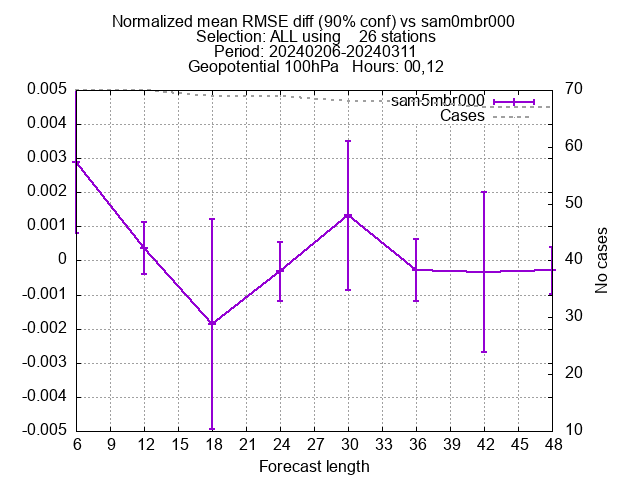 Normalized mean RMSE diff (90% conf) vs sam0mbr000
Selection: ALL using    26 stations
Period: 20240206-20240311
Geopotential 100hPa   Hours: 00,12
sam5mbr000
Cases
0.005
0.004
0.003
0.002
0.001
0
-0.001
-0.002
-0.003
-0.004
-0.005
70
60
50
40
30
20
10
No cases
6 9 12 15 18 21 24 27 30 33 36 39 42 45 48
Forecast length